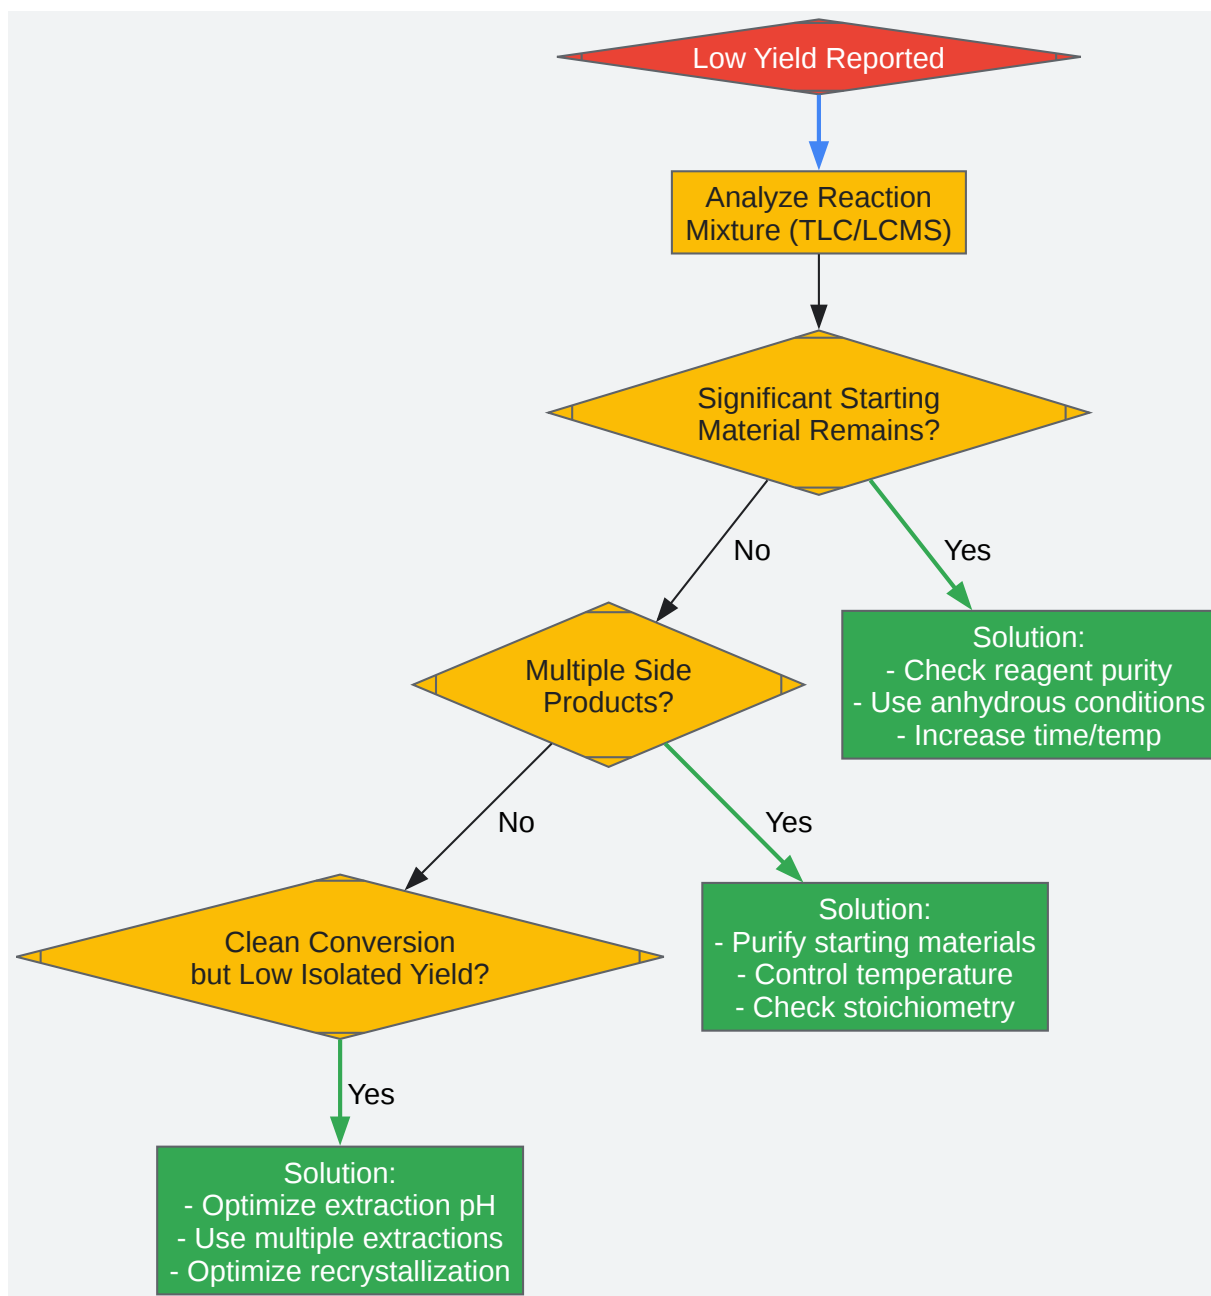 Low Yield Reported
Analyze Reaction
Mixture (TLC/LCMS)
Significant Starting
Material Remains?
No
Yes
Solution:
- Check reagent purity
- Use anhydrous conditions
- Increase time/temp
Multiple Side
Products?
No
Yes
Solution:
- Purify starting materials
- Control temperature
- Check stoichiometry
Clean Conversion
but Low Isolated Yield?
Yes
Solution:
- Optimize extraction pH
- Use multiple extractions
- Optimize recrystallization